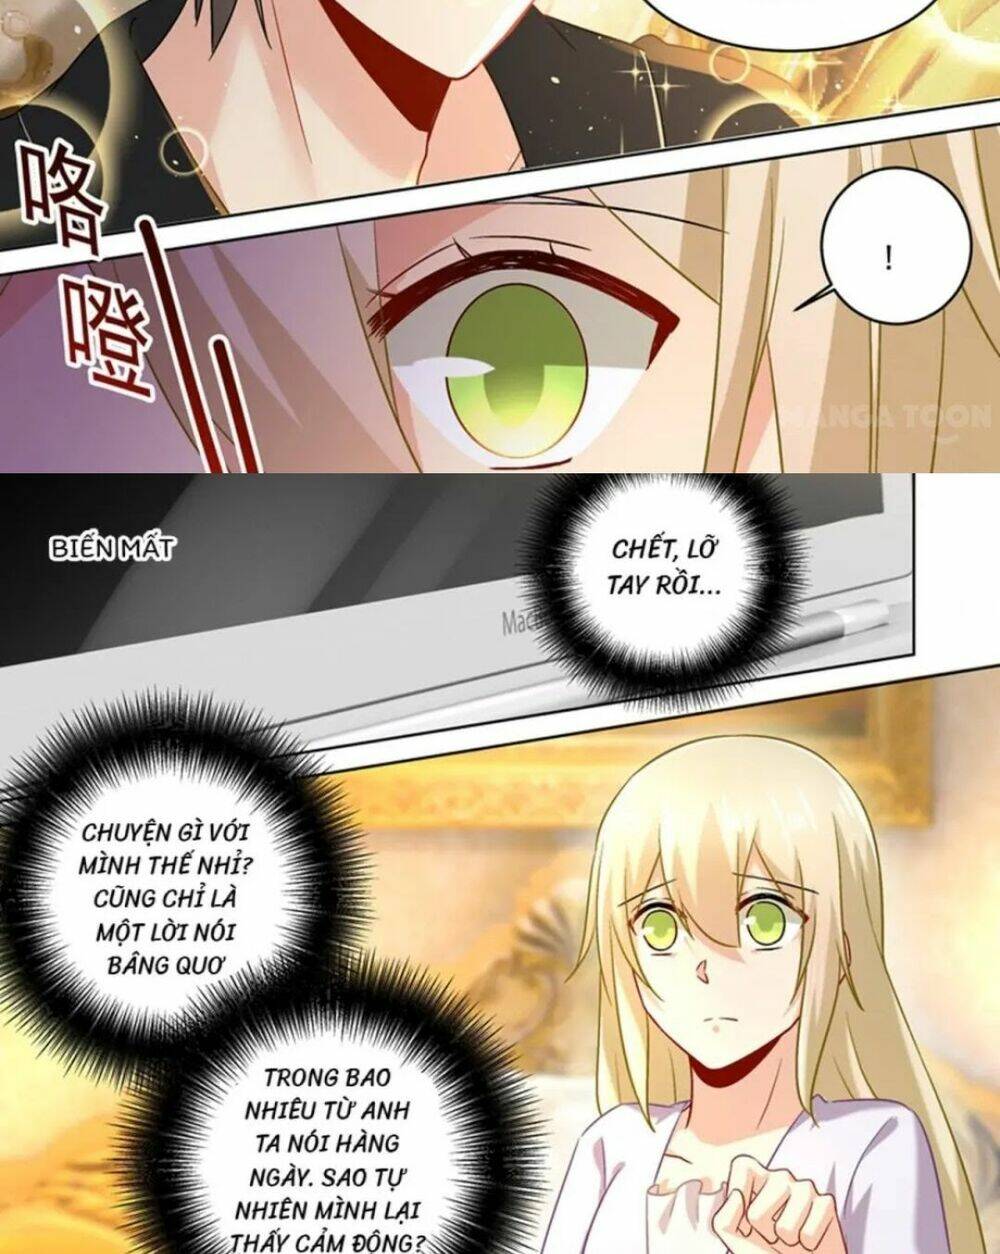 咯
噔
!
MANGA TOON
BIẾN MẤT
CHẾT, LỠ
TAY RỒI...
CHUYỆN GÌ VỚI
MÌNH THẾ NHỈ?
CŨNG CHỈ LÀ
MỘT LỜI NÓI
BÂNG QUƠ
TRONG BAO
NHIÊU TỪ ANH
TA NÓI HÀNG
NGÀY. SAO TỰ
NHIÊN MÌNH LẠI
THẤY CẢM ĐỘNG?